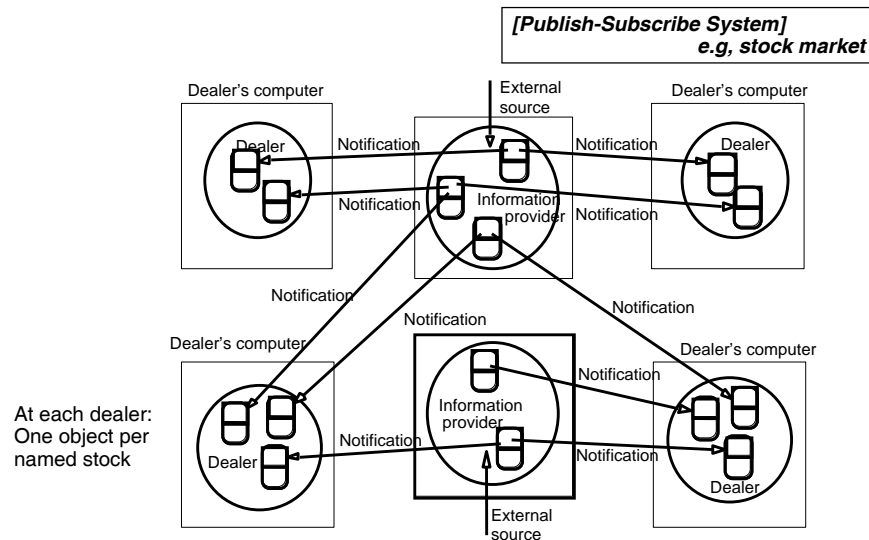 [Publish-Subscribe System]
e.g, stock market
Dealer's computer
External
source
Dealer's computer
Notification
Notification
Dealer
Dealer
Notification
Information
provider
Notification
Notification
Notification
Dealer's computer
Dealer's computer
Notification
At each dealer:
One object per
named stock
Information
provider
Dealer
Notification
Notification
Dealer
External
source